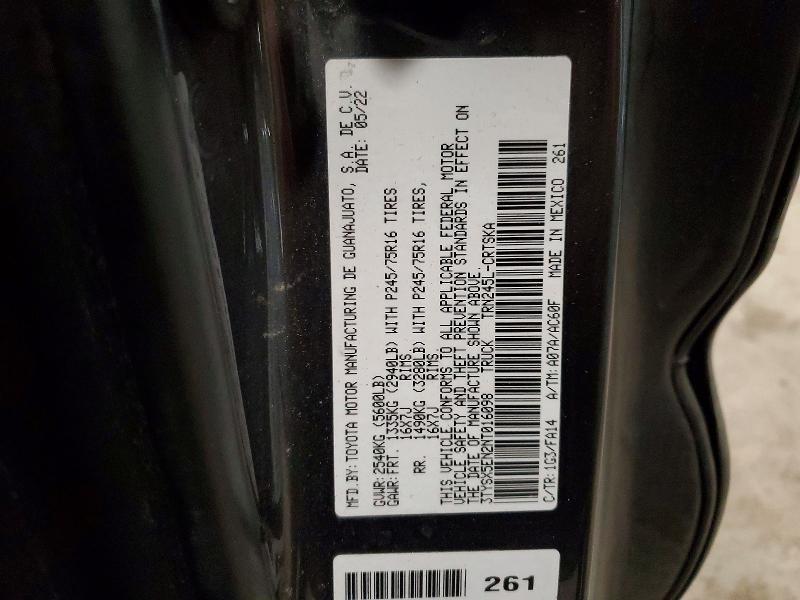 MFD.BY:TOYOTA MOTOR MANUFACTURING DE GUANAJUATO, S.A. DE C.V.
DATE: 05/22
GVWR:2540KG (5600LB)
GAWR:FRT. 1335KG (2940LB) WITH P245/75R16 TIRES
16X7J RIMS.
RR. 1490KG (3280LB) WITH P245/75R16 TIRES,
16X7J RIMS.
THIS VEHICLE CONFORMS TO ALL APPLICABLE FEDERAL MOTOR
VEHICLE SAFETY AND THEFT PREVENTION STANDARDS IN EFFECT ON
THE DATE OF MANUFACTURE SHOWN ABOVE.
3TYSX5EN2NT016098 TRUCK TRN245L-CRTSKA
C/TR:1G3/FA14 A/TM:A07A/AC60F MADE IN MEXICO 261
261